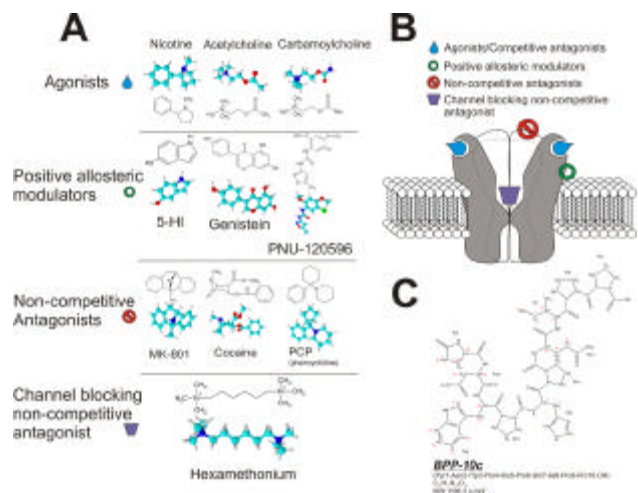 A
Nicotine
Acetylcholine
Carbamoylcholine
Agonists
Positive allosteric
modulators
5-HI
Genistein
PNU-120596
Non-competitive
Antagonists
MK-801
Cocaine
PCP
(phencyclidine)
Channel blocking
non-competitive
antagonist
Hexamethonium
B
Agonists/Competitive antagonists
Positive allosteric modulators
Non-competitive antagonists
Channel blocking non-competitive
antagonist
C
BPP-10c